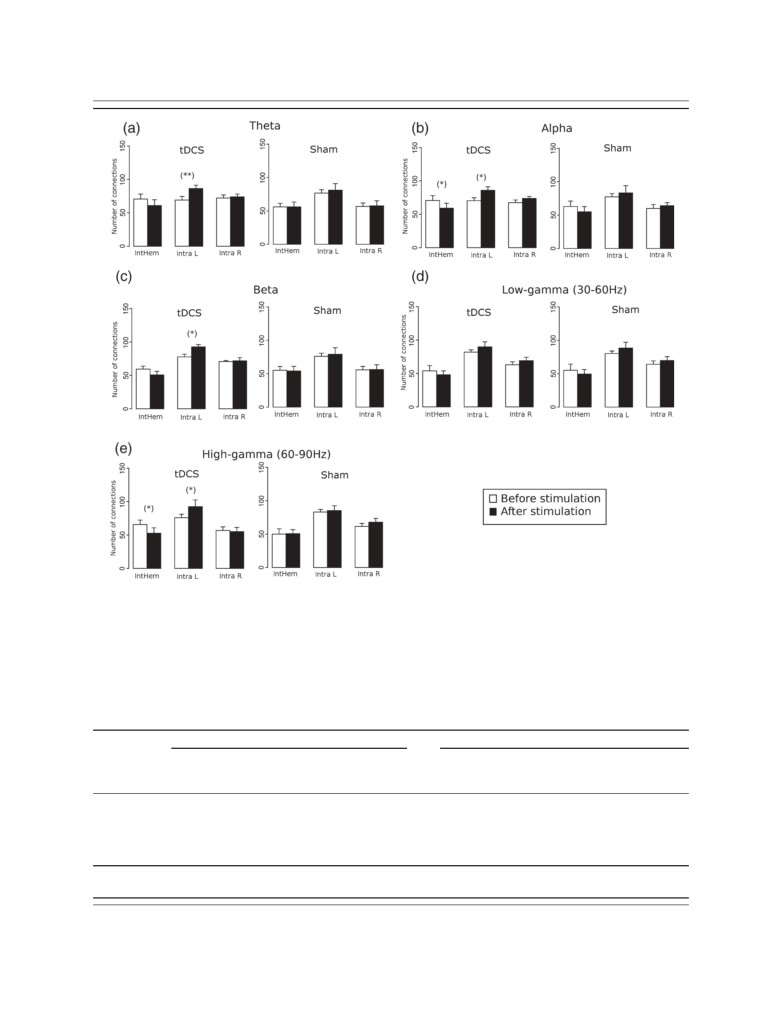 (a) Theta
tDCS Sham
(**)
Number of connections
0 50 100 150
0 50 100 150
IntHem Intra L Intra R
IntHem Intra L Intra R
(b) Alpha
tDCS Sham
(*) (*)
Number of connections
0 50 100 150
0 50 100 150
IntHem Intra L Intra R
IntHem Intra L Intra R
(c) Beta
tDCS Sham
(*)
Number of connections
0 50 100 150
0 50 100 150
IntHem Intra L Intra R
IntHem Intra L Intra R
(d) Low-gamma (30-60Hz)
tDCS Sham
Number of connections
0 50 100 150
0 50 100 150
IntHem Intra L Intra R
IntHem Intra L Intra R
(e) High-gamma (60-90Hz)
tDCS Sham
(*) (*)
Number of connections
0 50 100 150
0 50 100 150
IntHem Intra L Intra R
IntHem Intra L Intra R
Before stimulation
After stimulation